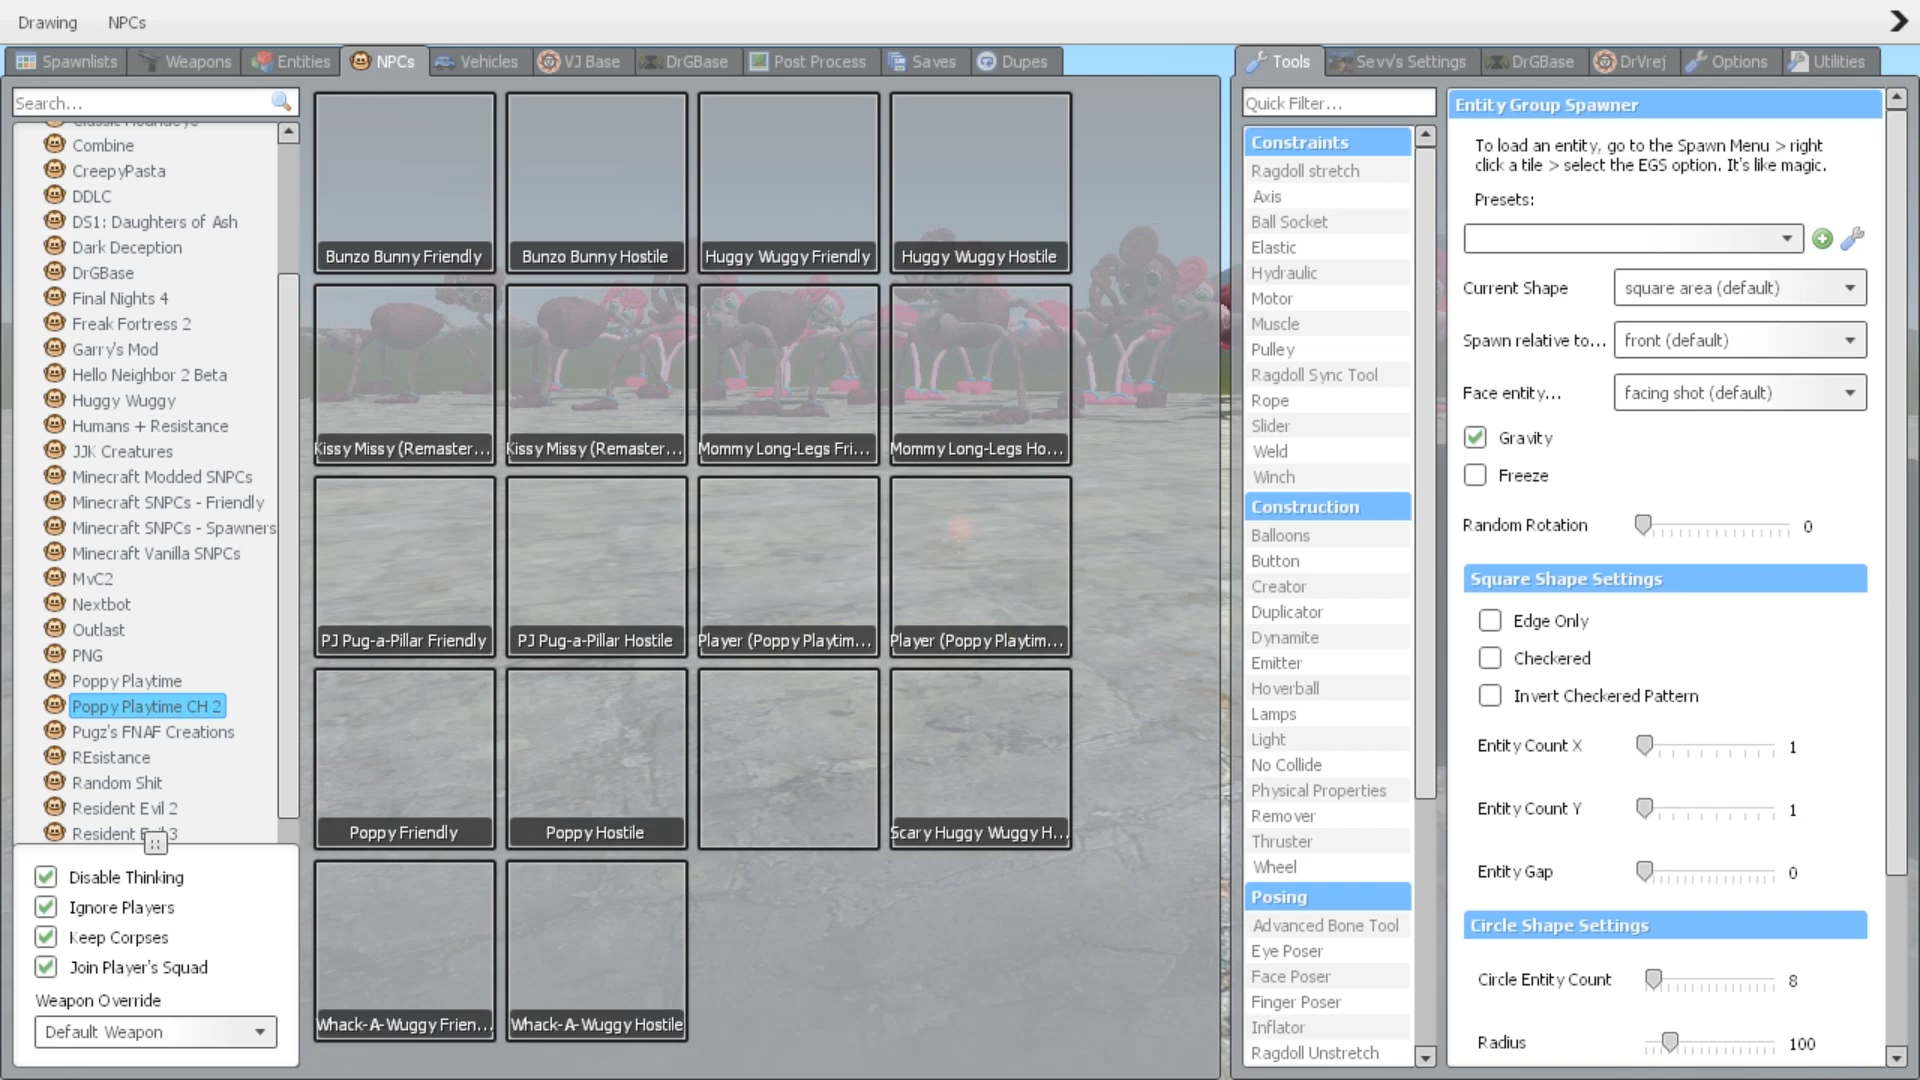 Drawing NPCs
Spawnlists Weapons Entities NPCs Vehicles VJ Base DrGBase Post Process Saves Dupes
Search...
Combine
CreepyPasta
DDLC
DS1: Daughters of Ash
Dark Deception
DrGBase
Final Nights 4
Freak Fortress 2
Garry's Mod
Hello Neighbor 2 Beta
Huggy Wuggy
Humans + Resistance
JJK Creatures
Minecraft Modded SNPCs
Minecraft SNPCs - Friendly
Minecraft SNPCs - Spawners
Minecraft Vanilla SNPCs
MvC2
Nextbot
Outlast
PNG
Poppy Playtime
Poppy Playtime CH 2
Pugz's FNAF Creations
REsistance
Random Shit
Resident Evil 2
Resident
Disable Thinking
Ignore Players
Keep Corpses
Join Player's Squad
Weapon Override
Default Weapon
Bunzo Bunny Friendly Bunzo Bunny Hostile Huggy Wuggy Friendly Huggy Wuggy Hostile
Kissy Missy (Remaster... Kissy Missy (Remaster... Mommy Long-Legs Fri... Mommy Long-Legs Ho...
PJ Pug-a-Pillar Friendly PJ Pug-a-Pillar Hostile Player (Poppy Playtim... Player (Poppy Playtim...
Poppy Friendly Poppy Hostile Scary Huggy Wuggy H...
Whack-A-Wuggy Frien... Whack-A-Wuggy Hostile
Tools Sevv's Settings DrGBase DrVrej Options Utilities
Quick Filter...
Constraints
Ragdoll stretch
Axis
Ball Socket
Elastic
Hydraulic
Motor
Muscle
Pulley
Ragdoll Sync Tool
Rope
Slider
Weld
Winch
Construction
Balloons
Button
Creator
Duplicator
Dynamite
Emitter
Hoverball
Lamps
Light
No Collide
Physical Properties
Remover
Thruster
Wheel
Posing
Advanced Bone Tool
Eye Poser
Face Poser
Finger Poser
Inflator
Ragdoll Unstretch
Entity Group Spawner
To load an entity, go to the Spawn Menu > right
click a tile > select the EGS option. It's like magic.
Presets:
Current Shape square area (default)
Spawn relative to... front (default)
Face entity... facing shot (default)
Gravity
Freeze
Random Rotation 0
Square Shape Settings
Edge Only
Checkered
Invert Checkered Pattern
Entity Count X 1
Entity Count Y 1
Entity Gap 0
Circle Shape Settings
Circle Entity Count 8
Radius 100